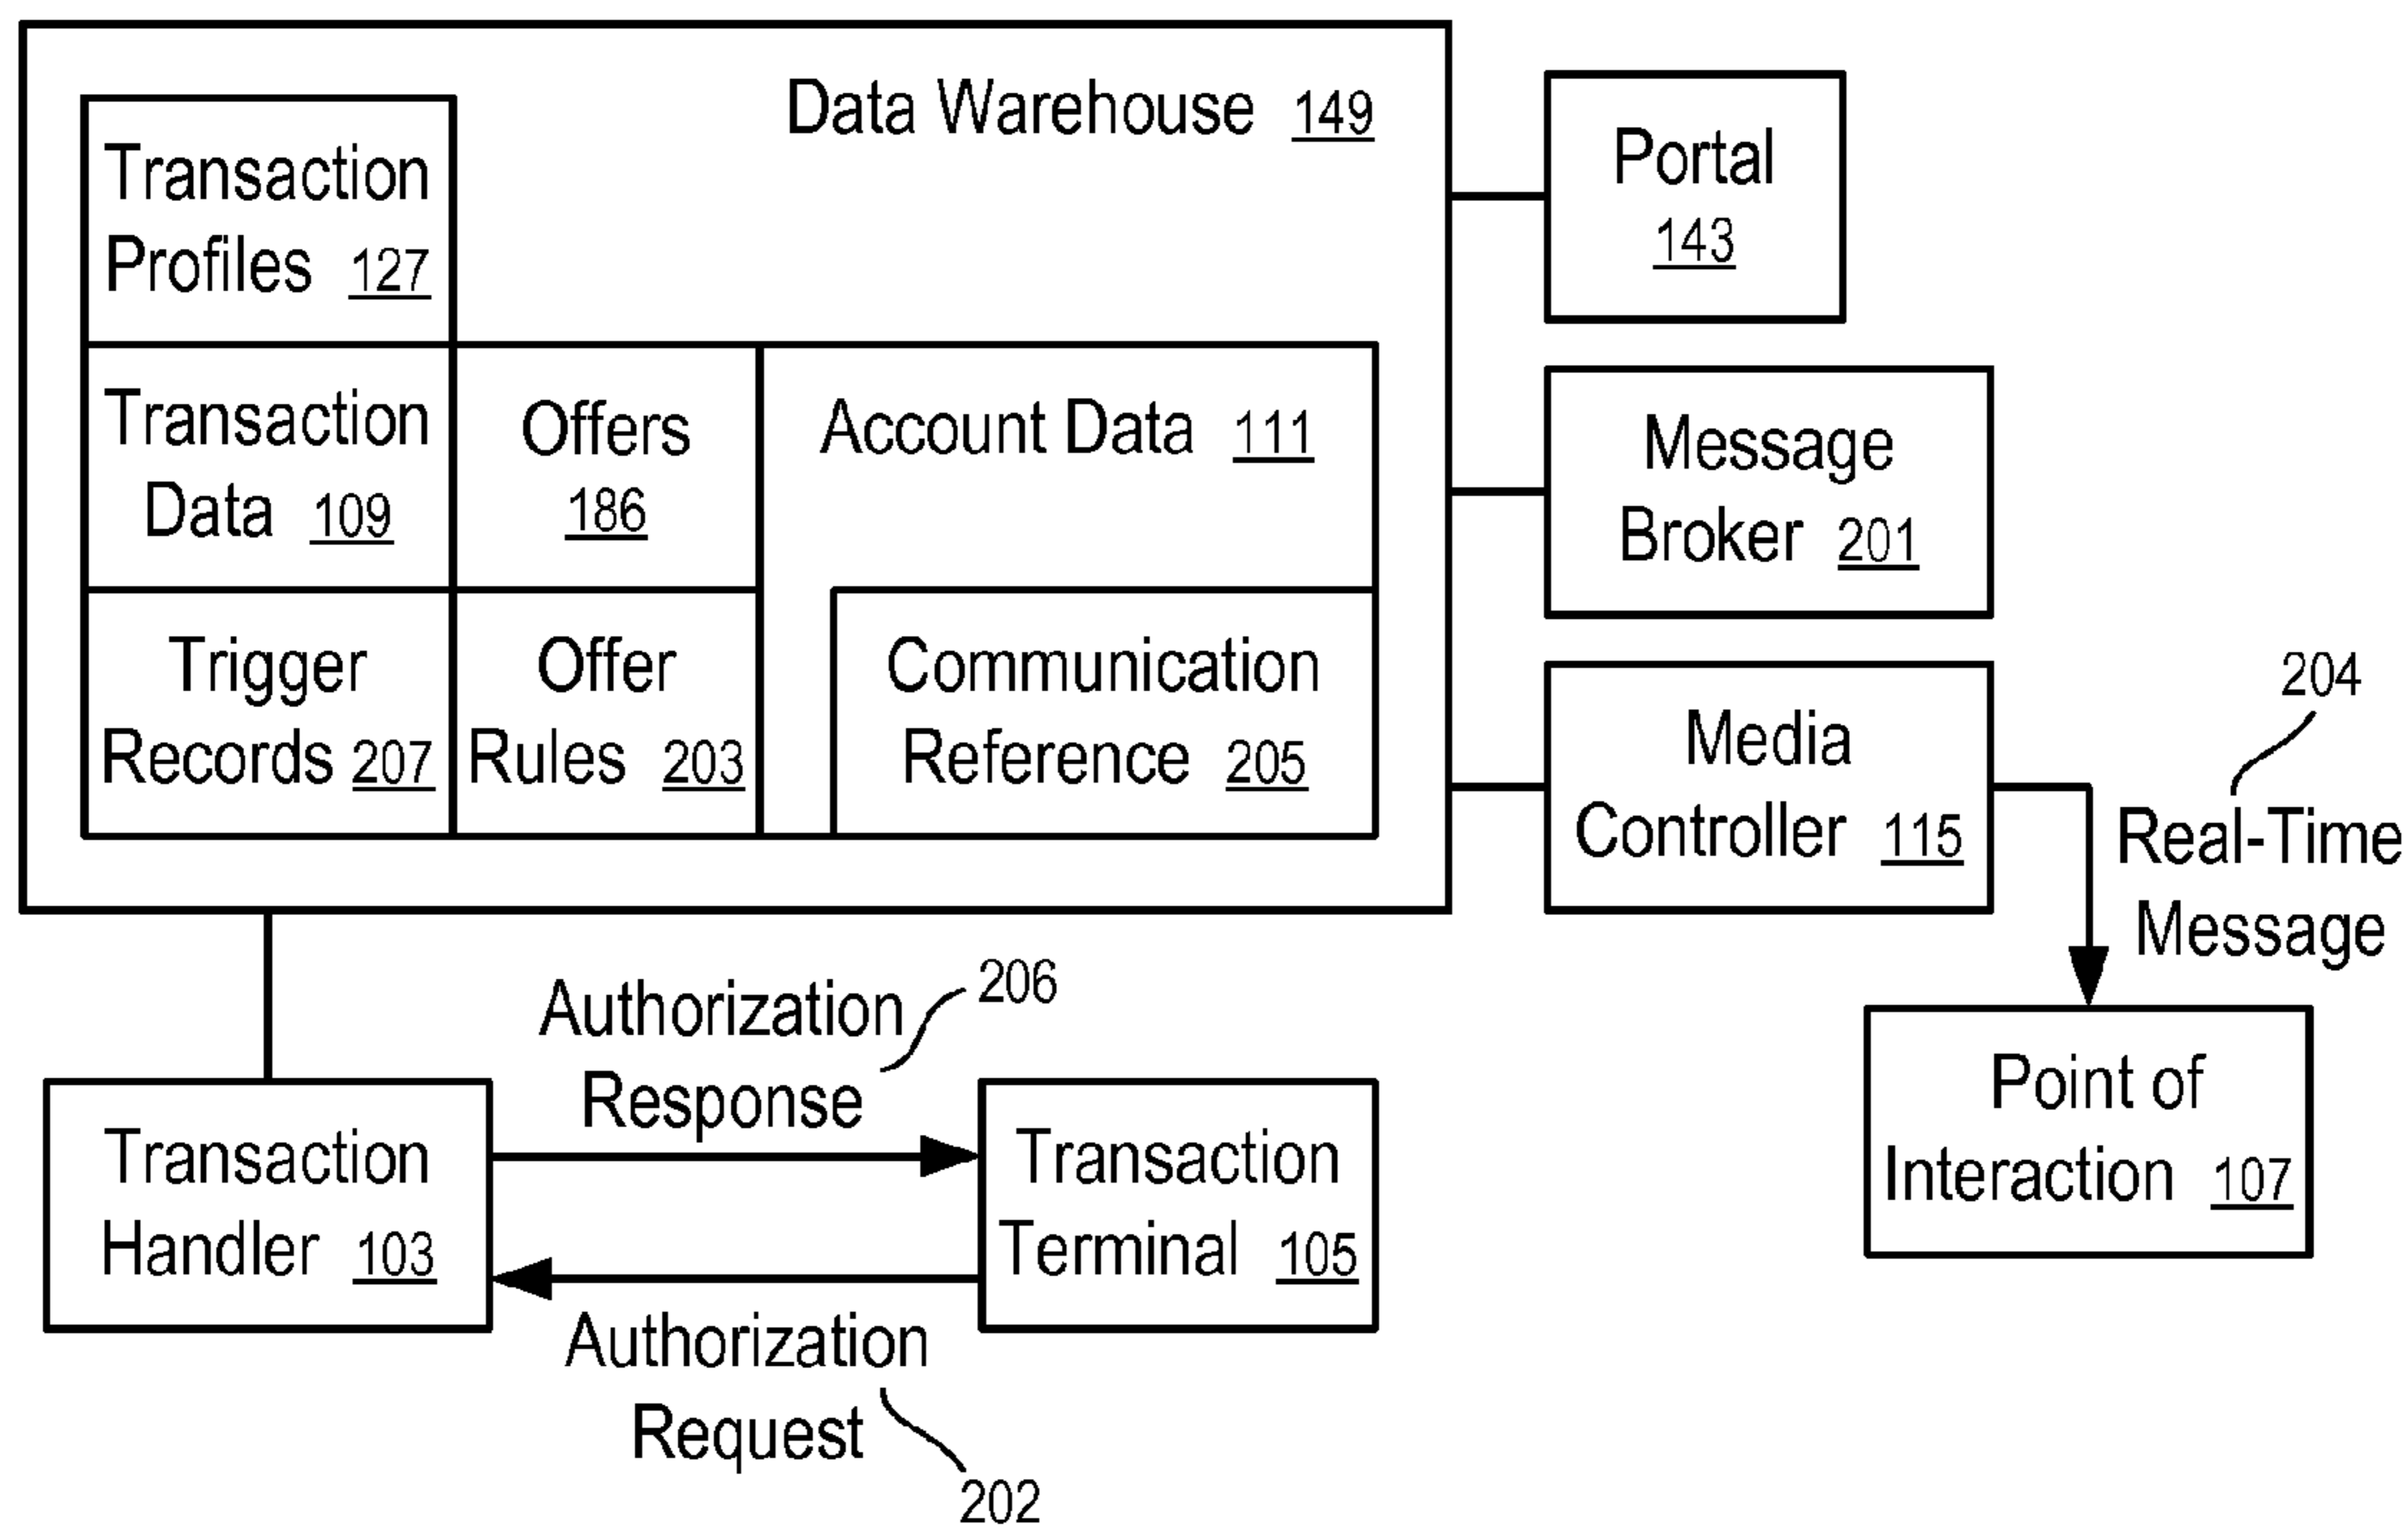 Data Warehouse 149
Transaction
Profiles 127
Transaction
Data 109
Offers
186
Account Data 111
Trigger
Records 207
Offer
Rules 203
Communication
Reference 205
Portal
143
Message
Broker 201
Media
Controller 115
204
Real-Time
Message
Point of
Interaction 107
Authorization
Response
206
Transaction
Handler 103
Transaction
Terminal 105
Authorization
Request
202